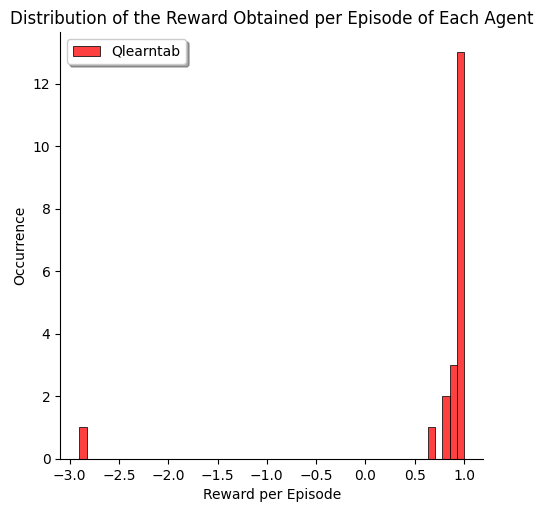 Distribution of the Reward Obtained per Episode of Each Agent
Qlearntab
12
10
8
6
4
2
0
Occurrence
−3.0 −2.5 −2.0 −1.5 −1.0 −0.5 0.0 0.5 1.0
Reward per Episode